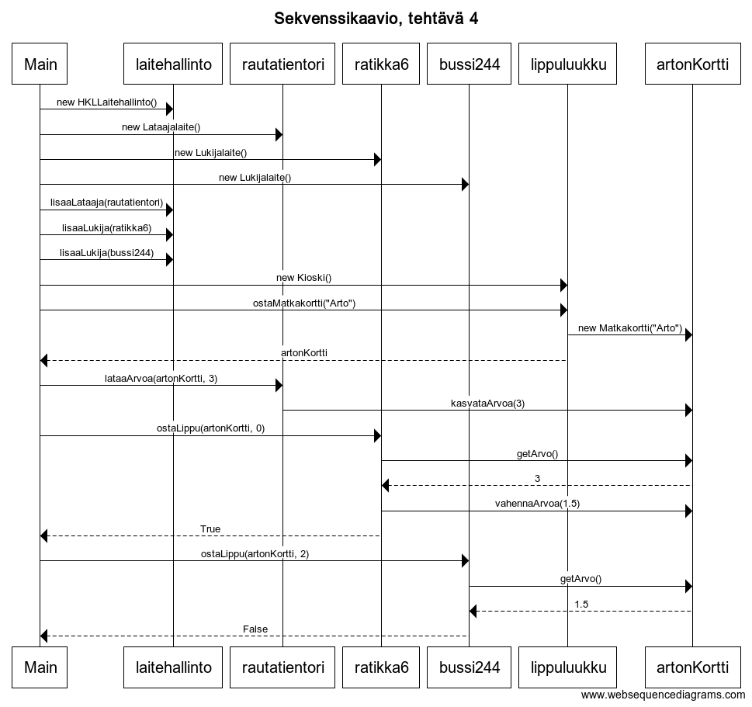 Sekvenssikaavio, tehtävä 4
Main laitehallinto rautatientori ratikka6 bussi244 lippuluukku artonKortti
new HKLLaitehallinto()
new Lataajalaite()
new Lukijalaite()
new Lukijalaite()
lisaaLataaja(rautatientori)
lisaaLukija(ratikka6)
lisaaLukija(bussi244)
new Kioski()
ostaMatkakortti("Arto")
new Matkakortti("Arto")
artonKortti
lataaArvoa(artonKortti, 3)
kasvataArvoa(3)
ostaLippu(artonKortti, 0)
getArvo()
3
vahennaArvoa(1.5)
True
ostaLippu(artonKortti, 2)
getArvo()
1.5
False
Main laitehallinto rautatientori ratikka6 bussi244 lippuluukku artonKortti
www.websequencediagrams.com